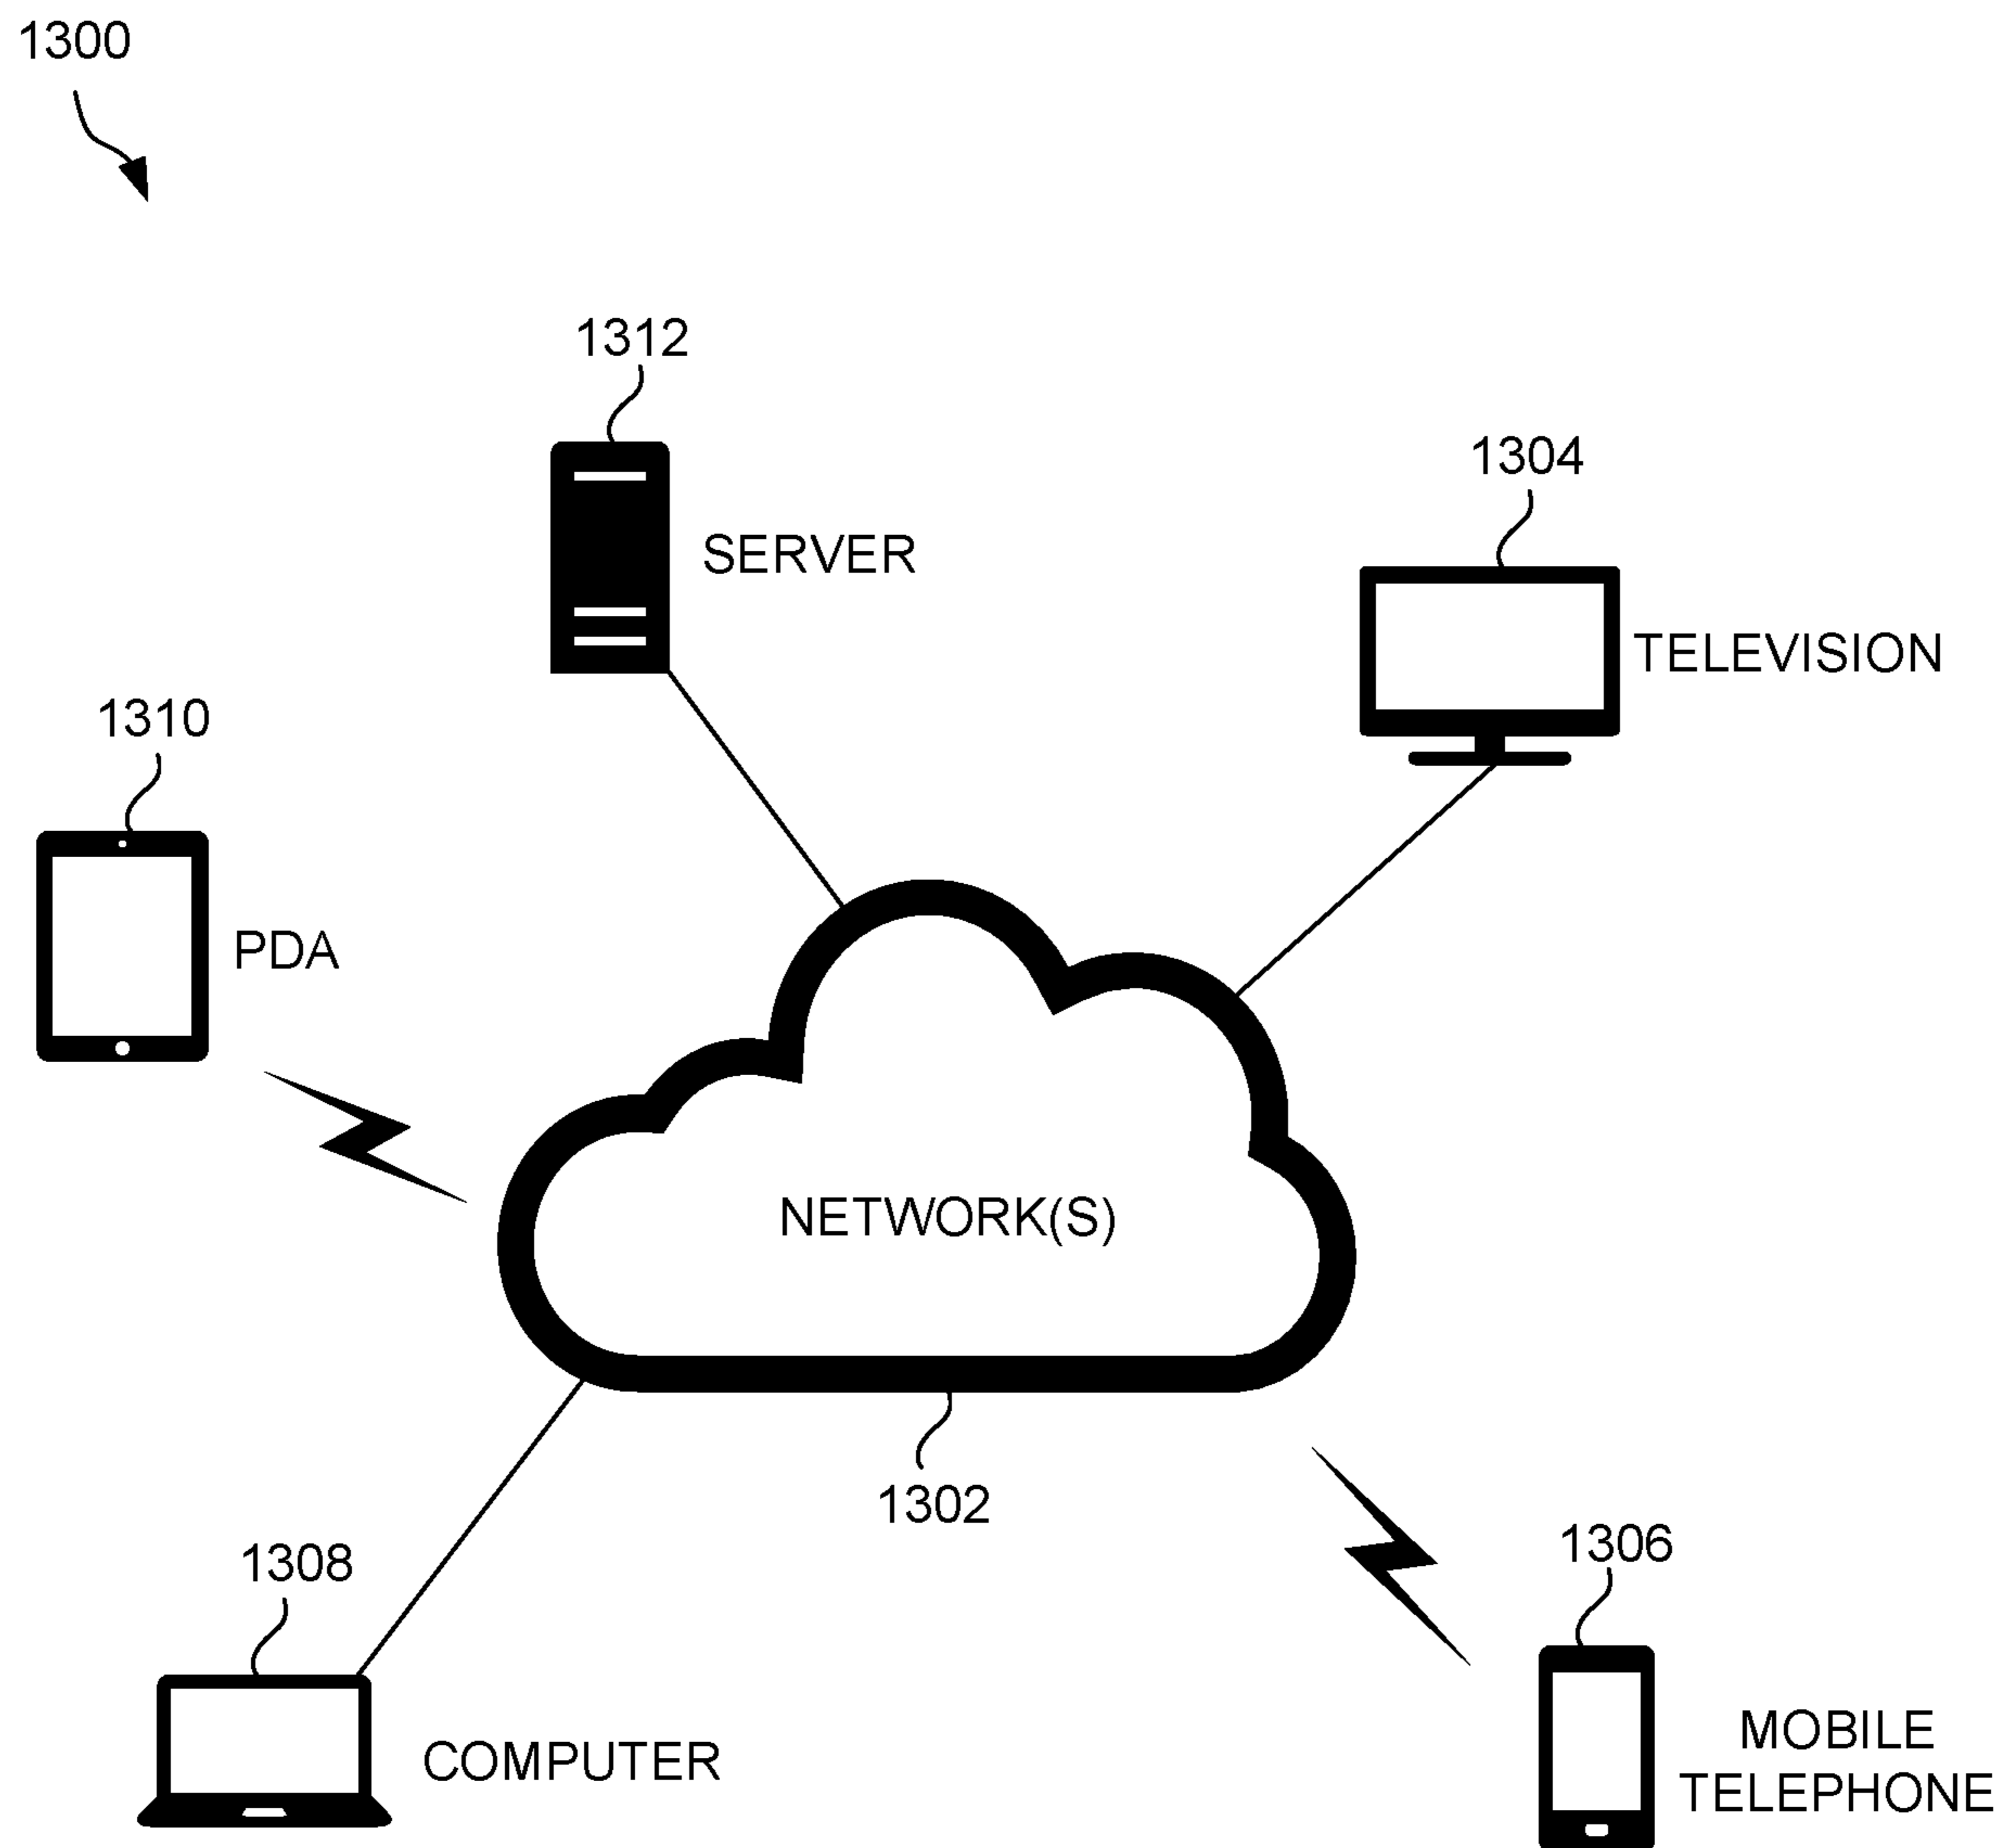 1300
1312
SERVER
1304
TELEVISION
1310
PDA
NETWORK(S)
1302
1308
COMPUTER
1306
MOBILE
TELEPHONE